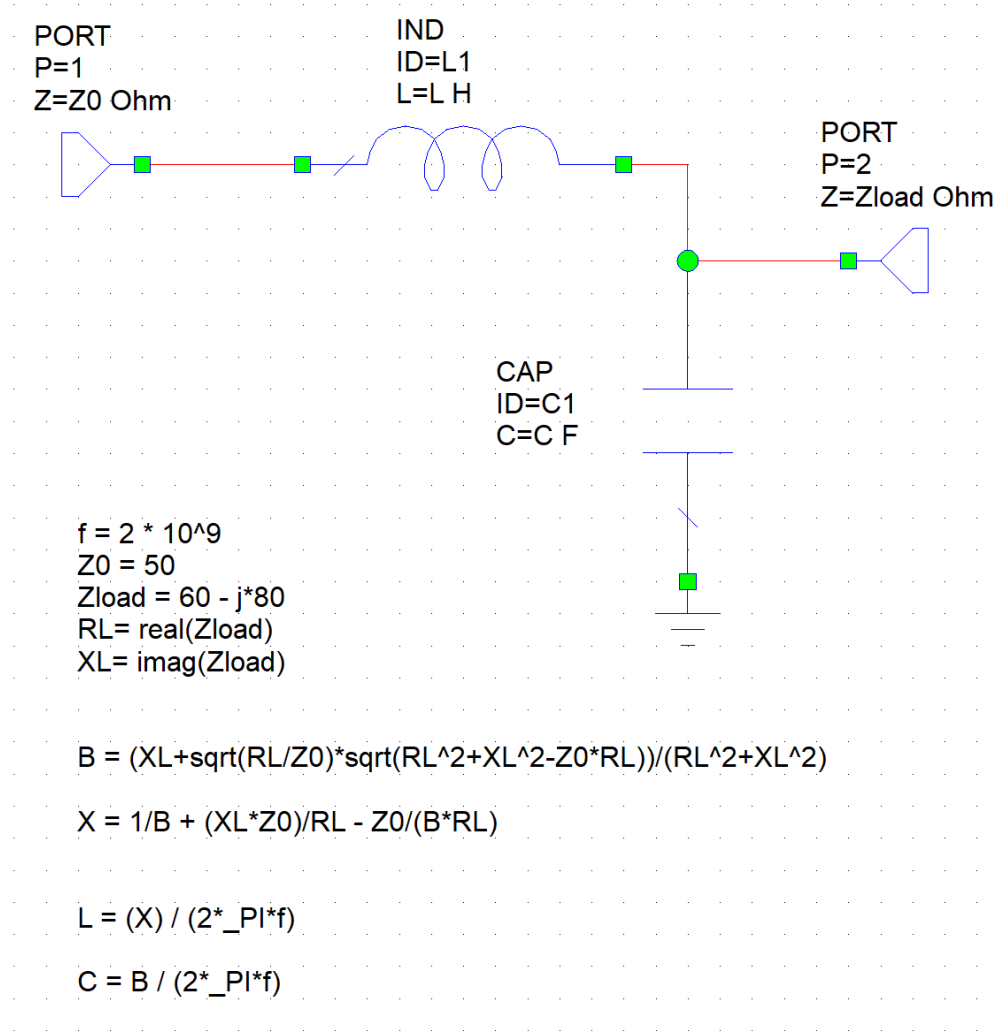 PORT
P=1
Z=Z0 Ohm
IND
ID=L1
L=L H
PORT
P=2
Z=Zload Ohm
CAP
ID=C1
C=C F
f = 2 * 10^9
Z0 = 50
Zload = 60 - j*80
RL= real(Zload)
XL= imag(Zload)
B = (XL+sqrt(RL/Z0)*sqrt(RL^2+XL^2-Z0*RL))/(RL^2+XL^2)
X = 1/B + (XL*Z0)/RL - Z0/(B*RL)
L = (X) / (2*_PI*f)
C = B / (2*_PI*f)